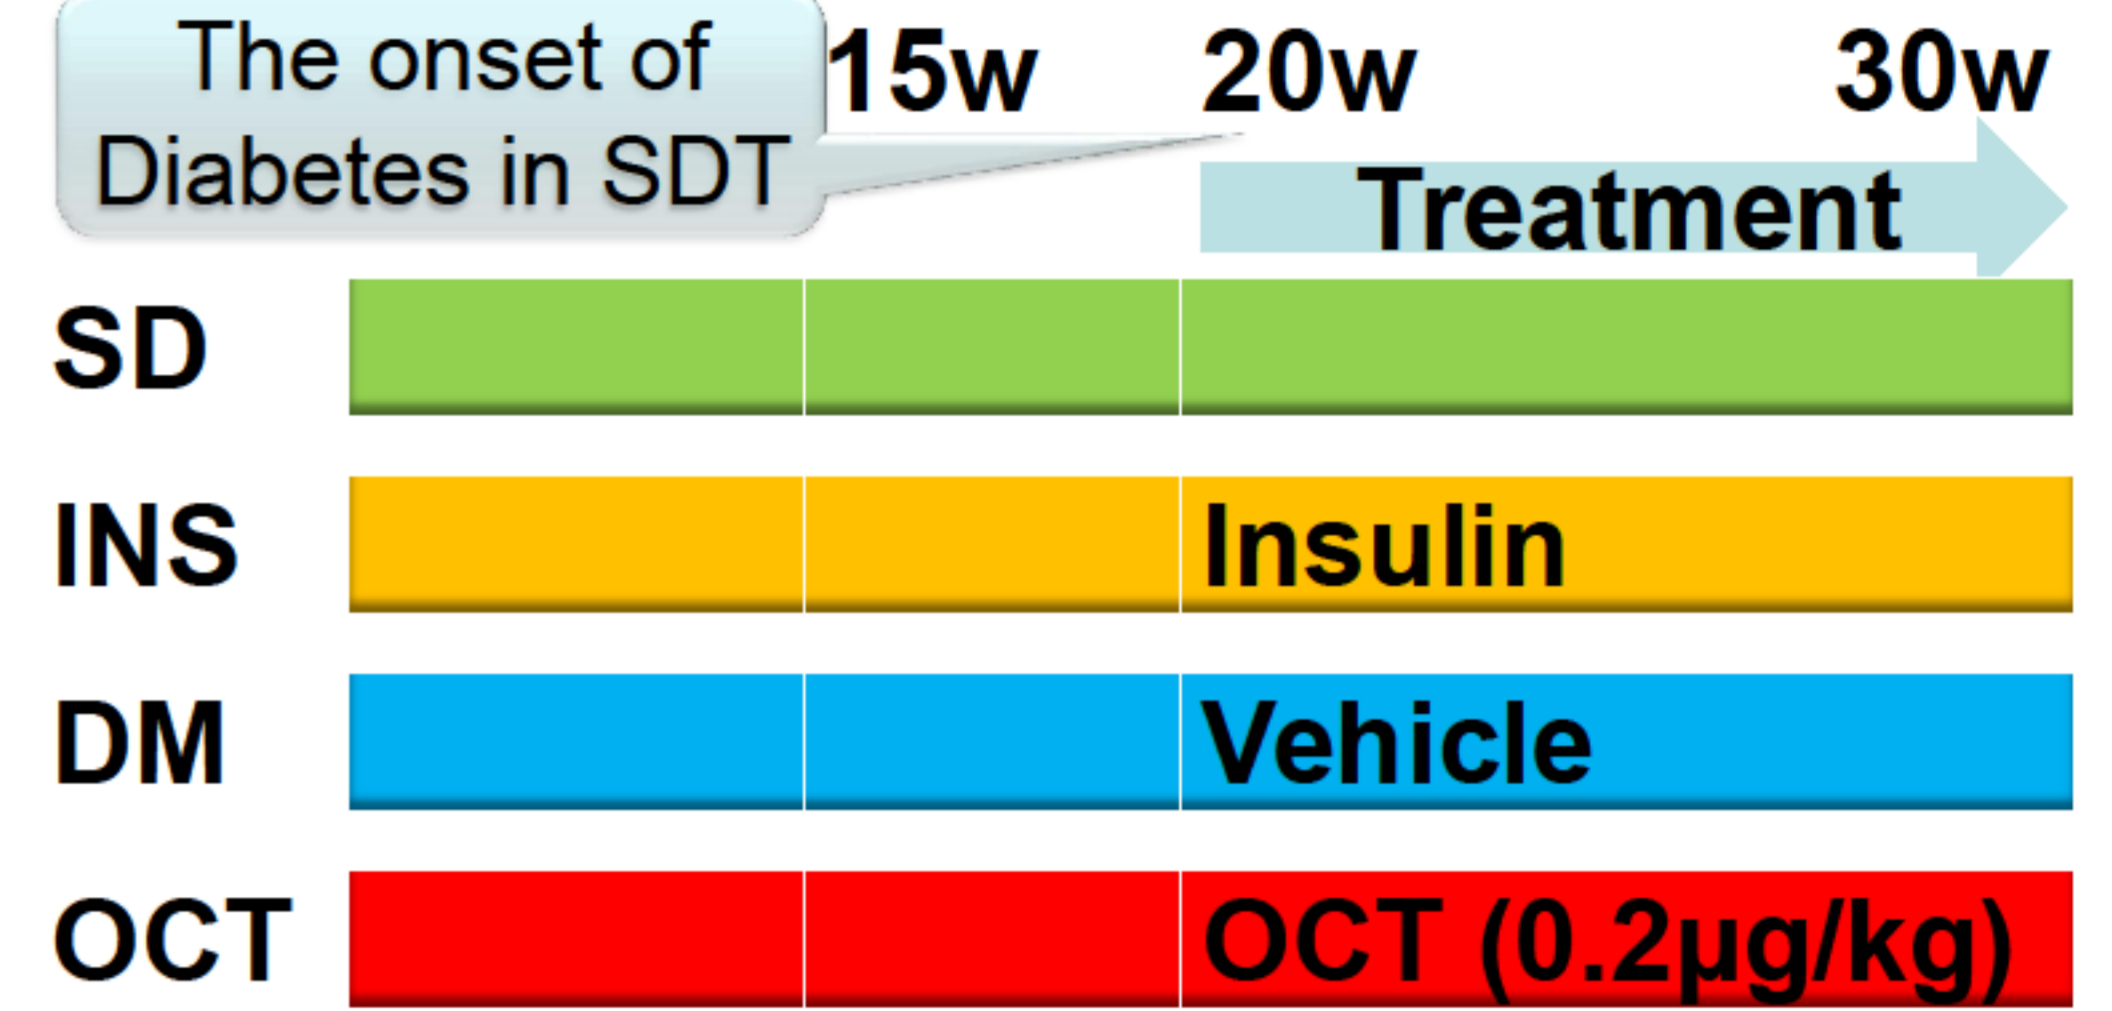 The onset of
Diabetes in SDT
15w 20w 30w
Treatment
SD
INS Insulin
DM Vehicle
OCT OCT (0.2μg/kg)